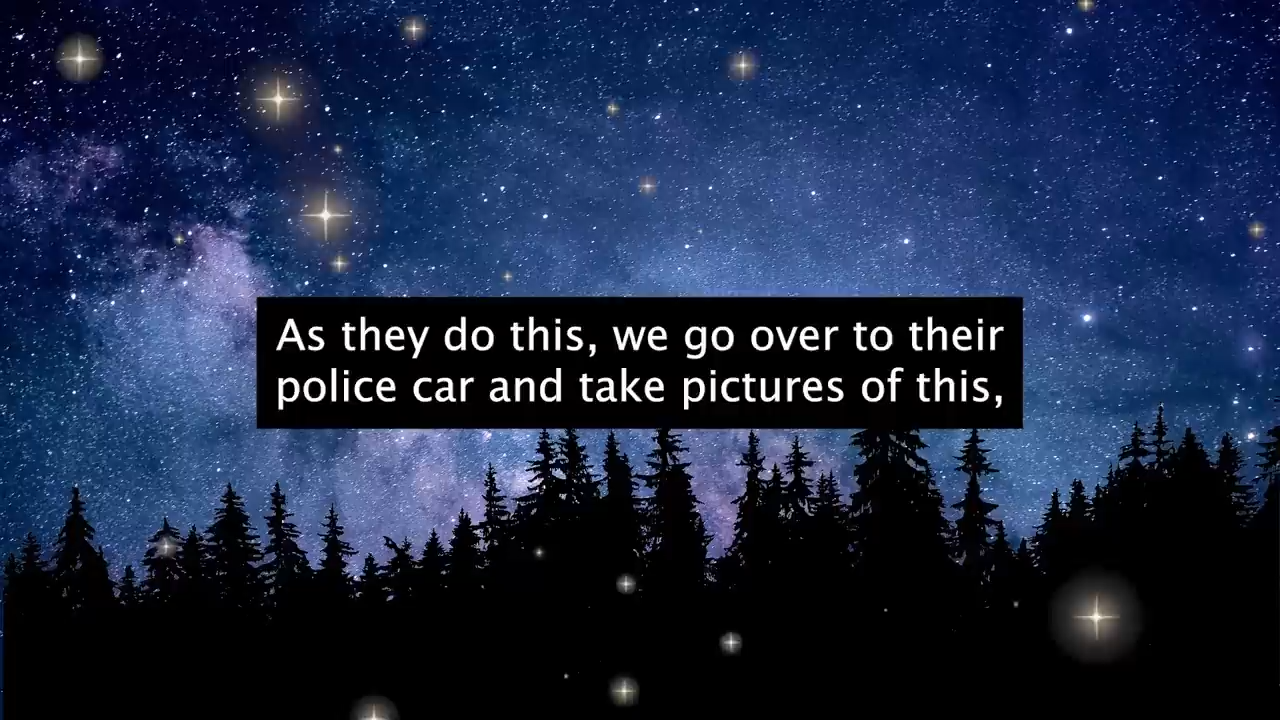 As they do this, we go over to their
police car and take pictures of this,